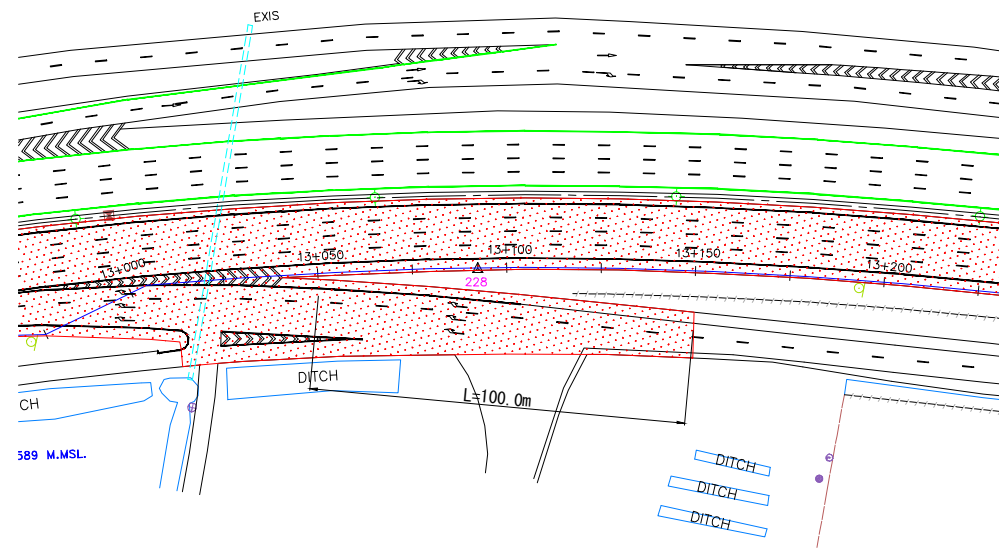 EXIS
13+000
13+050
13+100
13+150
13+200
228
DITCH
CH
L=100.0m
589 M.MSL.
DITCH
DITCH
DITCH